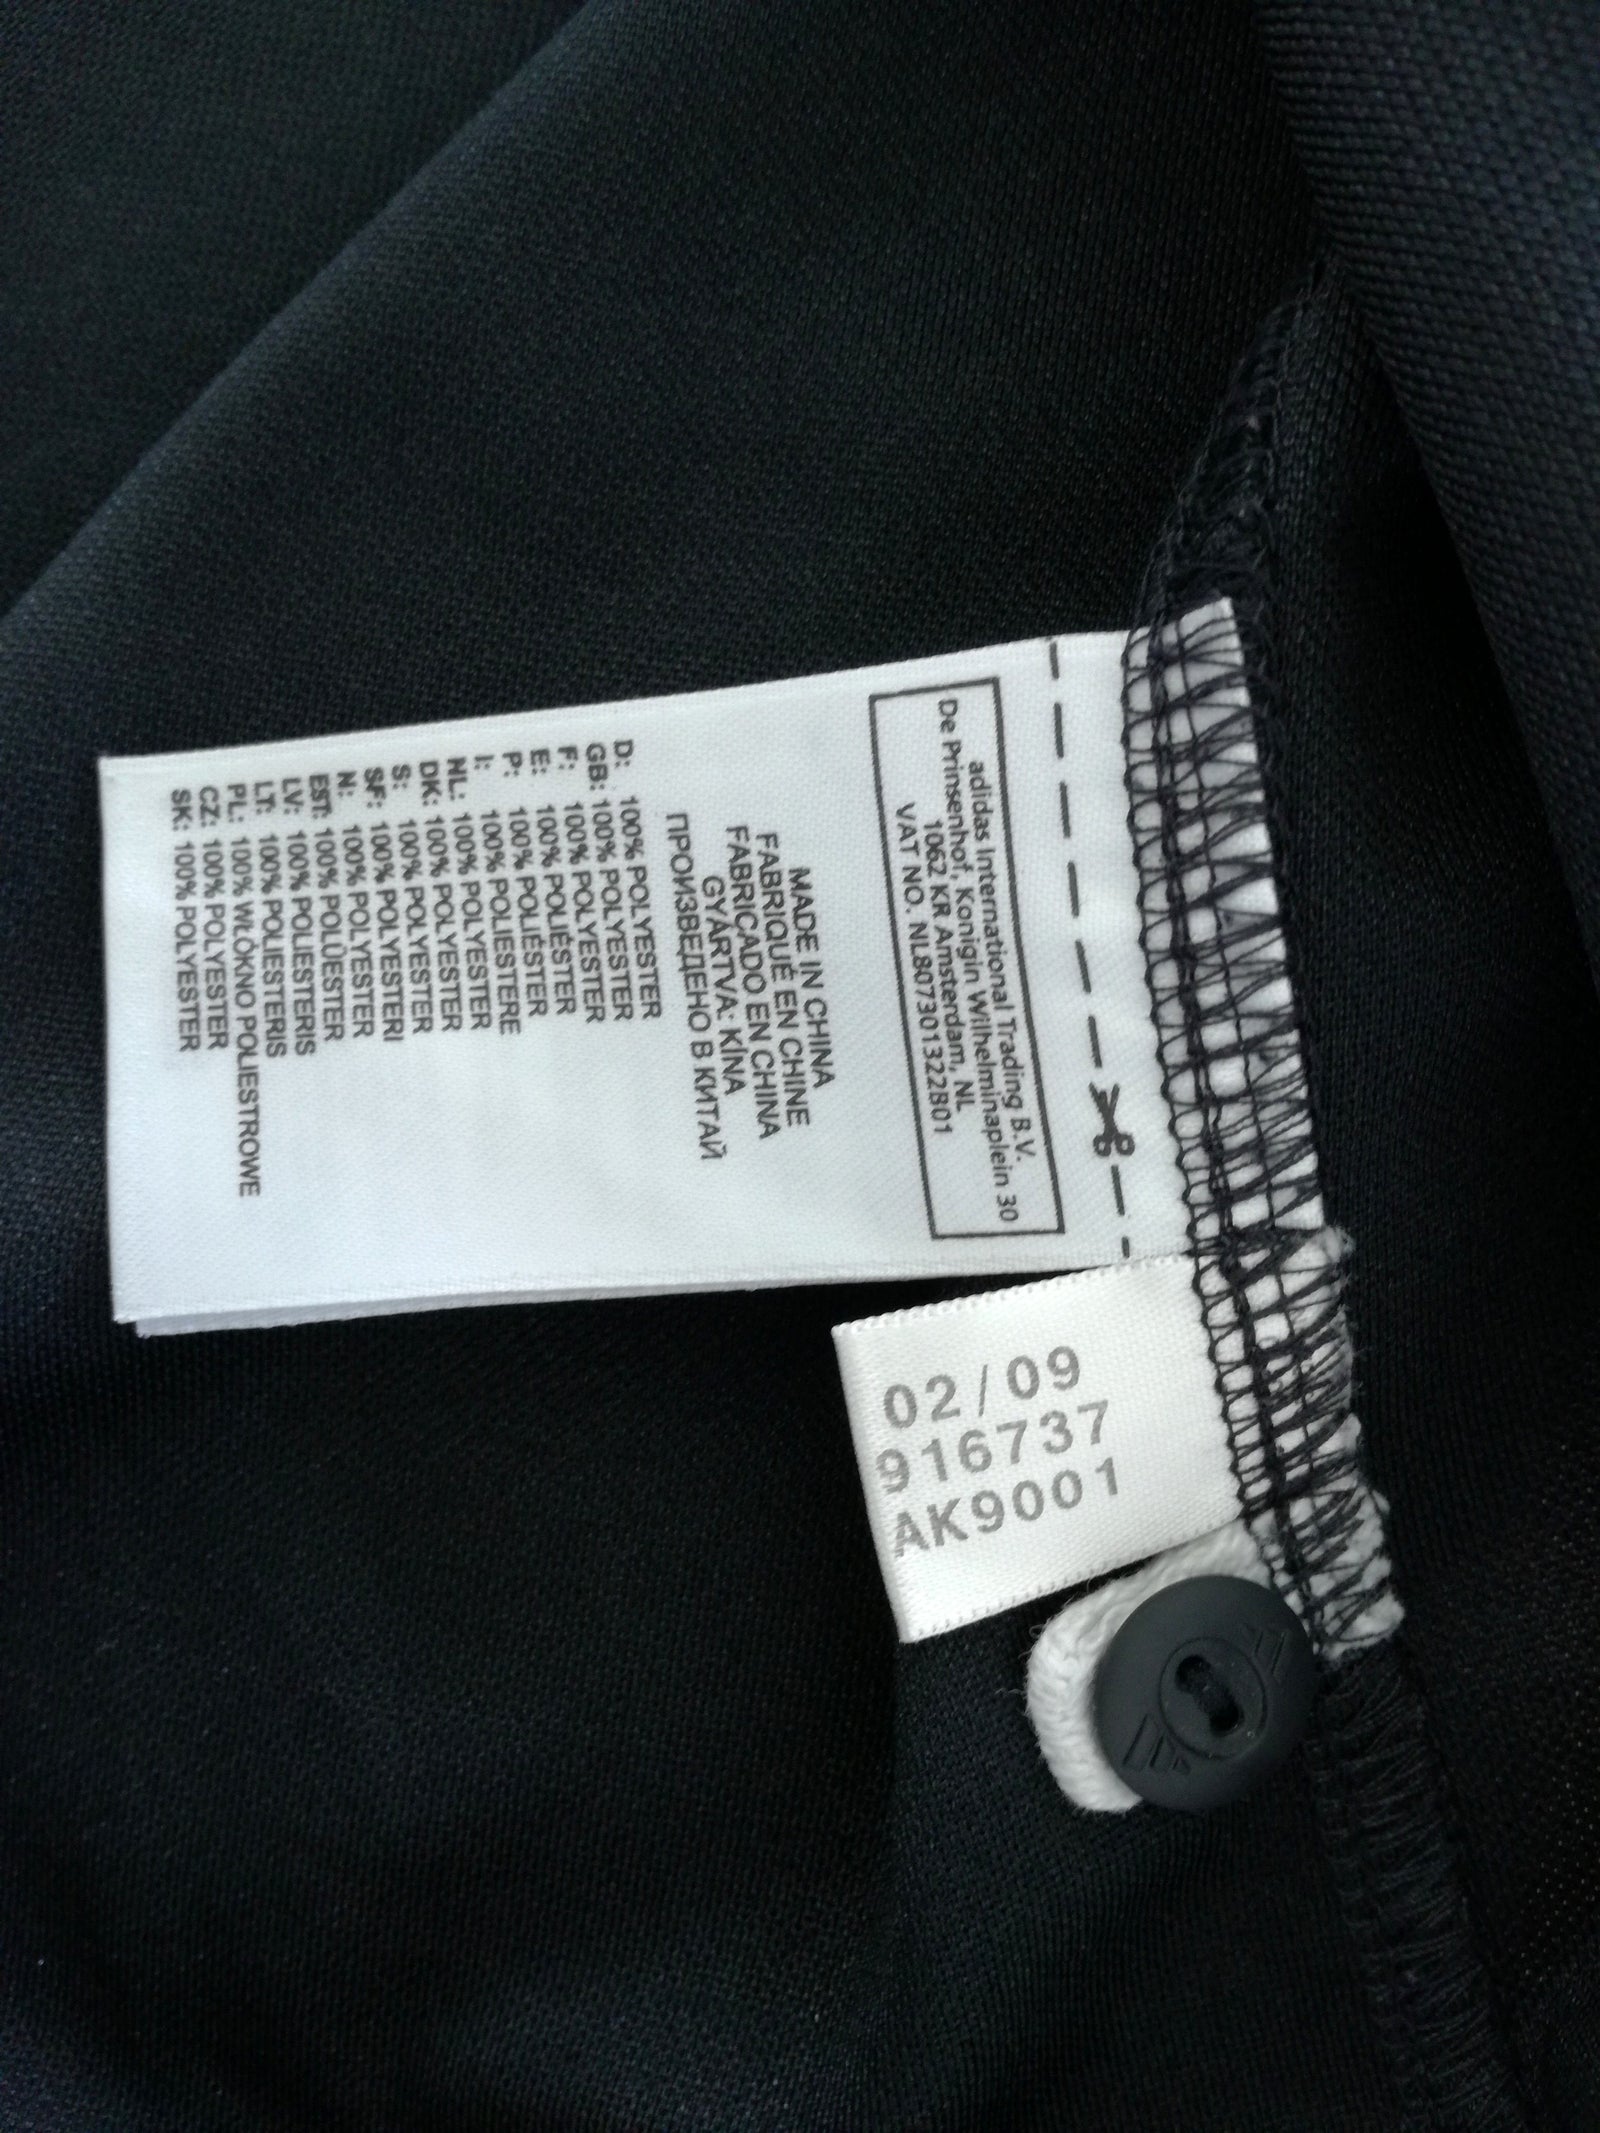 adidas International Trading B.V.
De Prinsenhof, Konigin Wilhelminaplein 30
1062 KR Amsterdam, NL
VAT NO. NL807301322B01
MADE IN CHINA
FABRIQUÉ EN CHINE
FABRICADO EN CHINA
GYÁRTVA: KÍNA
ПРОИЗВЕДЕНО В КИТАЙ
D: 100% POLYESTER
GB: 100% POLYESTER
F: 100% POLYESTER
E: 100% POLIÉSTER
P: 100% POLIÉSTER
I: 100% POLIESTERE
NL: 100% POLYESTER
DK: 100% POLYESTER
S: 100% POLYESTER
SF: 100% POLYESTERI
N: 100% POLYESTER
EST: 100% POLÜESTER
LV: 100% POLIESTERIS
LT: 100% POLIESTERIS
PL: 100% WŁÓKNO POLIESTROWE
CZ: 100% POLYESTER
SK: 100% POLYESTER
02/09
016737
AK9001